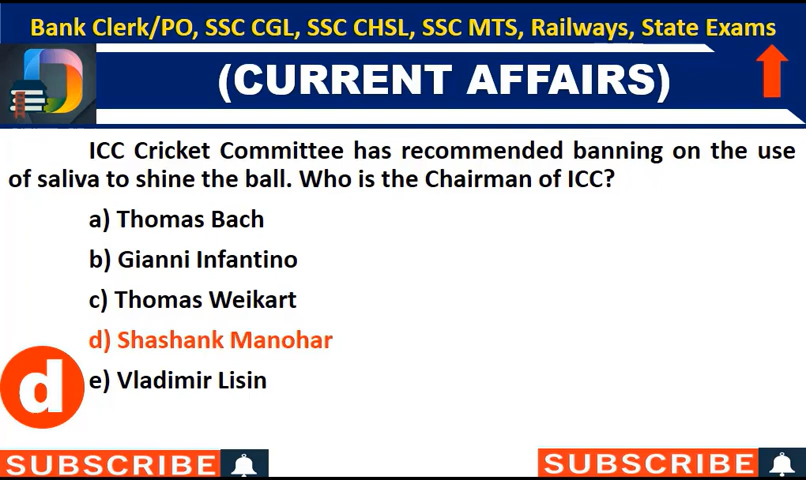 Bank Clerk/PO, SSC CGL, SSC CHSL, SSC MTS, Railways, State Exams
(CURRENT AFFAIRS)
ICC Cricket Committee has recommended banning on the use
of saliva to shine the ball. Who is the Chairman of ICC?
a) Thomas Bach
b) Gianni Infantino
c) Thomas Weikart
d) Shashank Manohar
d
e) Vladimir Lisin
SUBSCRIBE
SUBSCRIBE